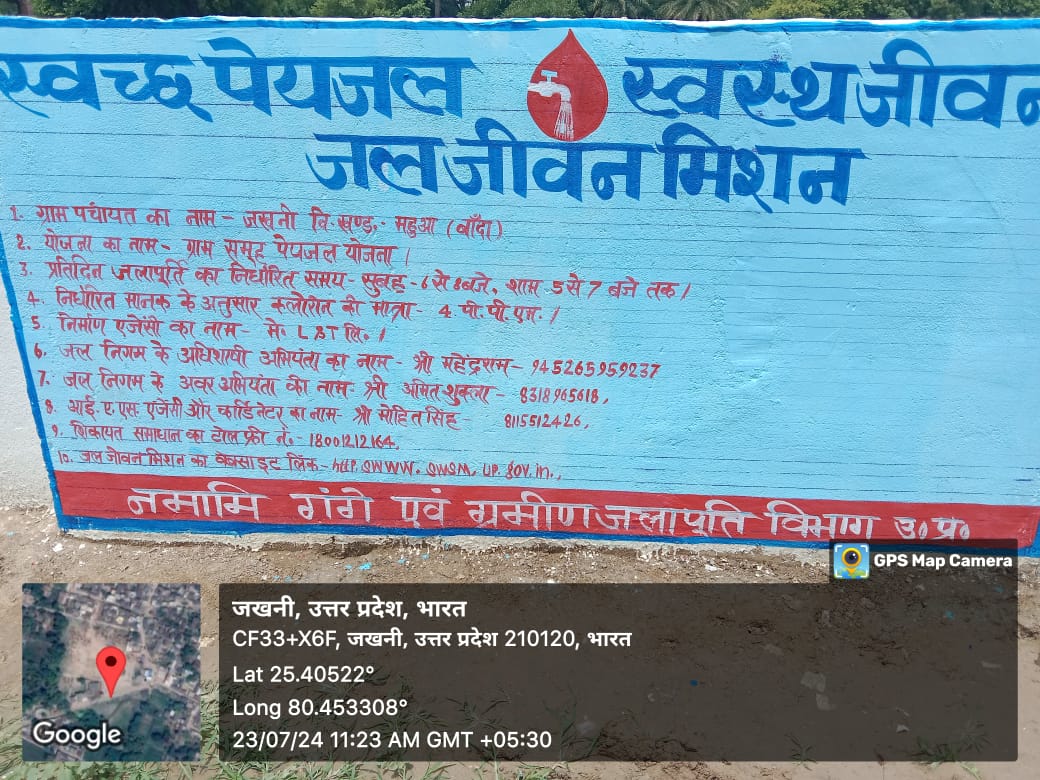 स्वच्छ पेयजल स्वस्थ जीवन
जल जीवन मिशन
1. ग्राम पचांयत का नाम - जखनी वि.खण्ड.- महुआ (बाँदा)
2. योजना का नाम - ग्राम समूह पेयजल योजना।
3. प्रतिदिन जलापूर्ति का निर्धारित समय - सुबह - 6 से 8 बजे, शाम 5 से 7 बजे तक।
4. निर्धारित मानक के अनुसार क्लोरीन की मात्रा - 4 पी.पी.एम.।
5. निर्माण एजेंसी का नाम - मे. L&T लि.।
6. जल निगम के अधिशाषी अभियंता का नाम - श्री महेंद्रराम - 945265959237
7. जल निगम के अवर अभियंता का नाम - श्री अमित शुक्ला - 8318965618,
8. आई.ए.एस. एजेंसी और कार्डिनेटर का नाम - श्री मोहित सिंह - 8115512426,
9. शिकायत समाधान का टोल फ्री नं. - 18001212164,
10. जल जीवन मिशन का वेबसाइट लिंक - http.@www. SWSM. UP. gov.in.,
नमामि गंगे एवं ग्रामीण जलापूर्ति विभाग उ.प्र.
GPS Map Camera
जखनी, उत्तर प्रदेश, भारत
CF33+X6F, जखनी, उत्तर प्रदेश 210120, भारत
Lat 25.40522°
Long 80.453308°
23/07/24 11:23 AM GMT +05:30
Google